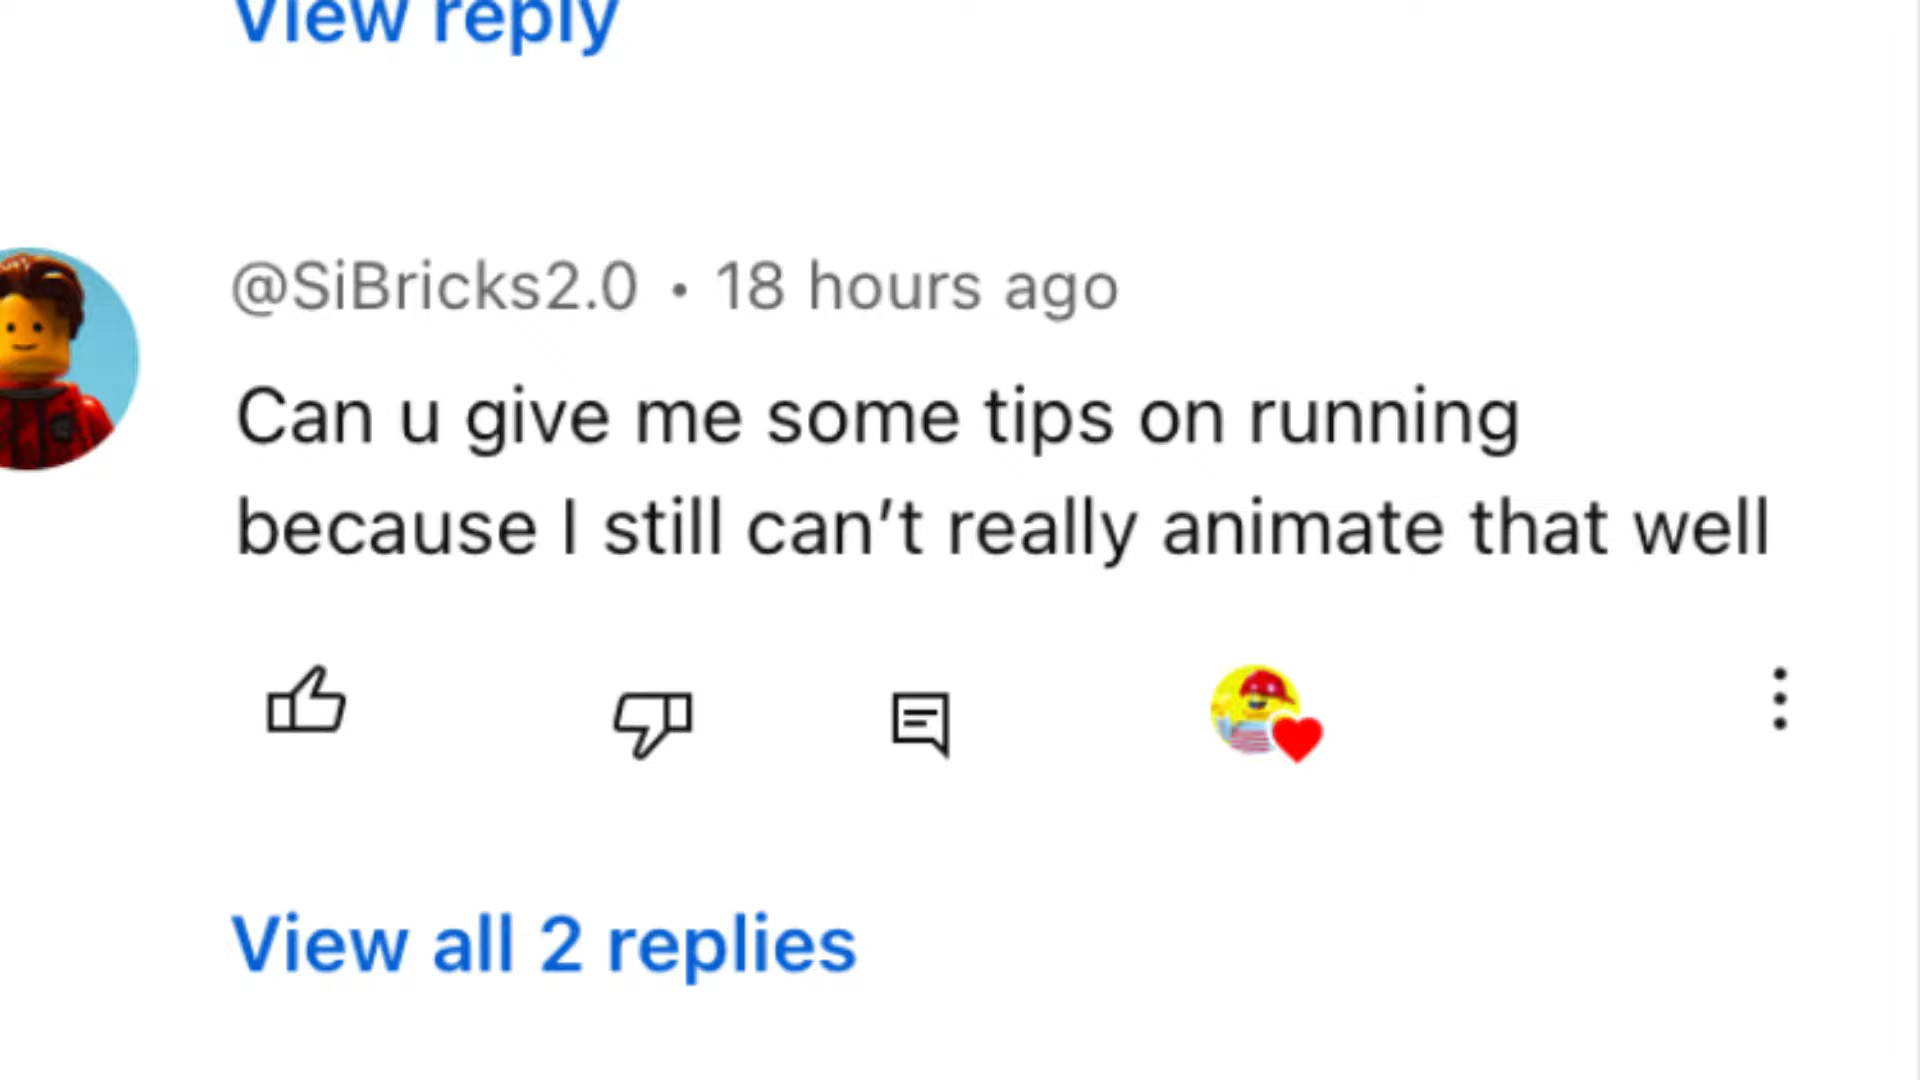 View reply
@SiBricks2.0 • 18 hours ago
Can u give me some tips on running
because I still can’t really animate that well
View all 2 replies